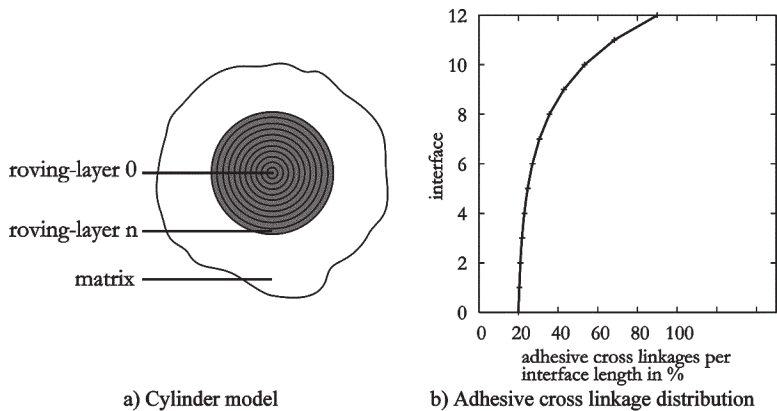 roving-layer 0
roving-layer n
matrix
a) Cylinder model
12
10
8
6
4
2
0
interface
0 20 40 60 80 100
adhesive cross linkages per
interface length in %
b) Adhesive cross linkage distribution